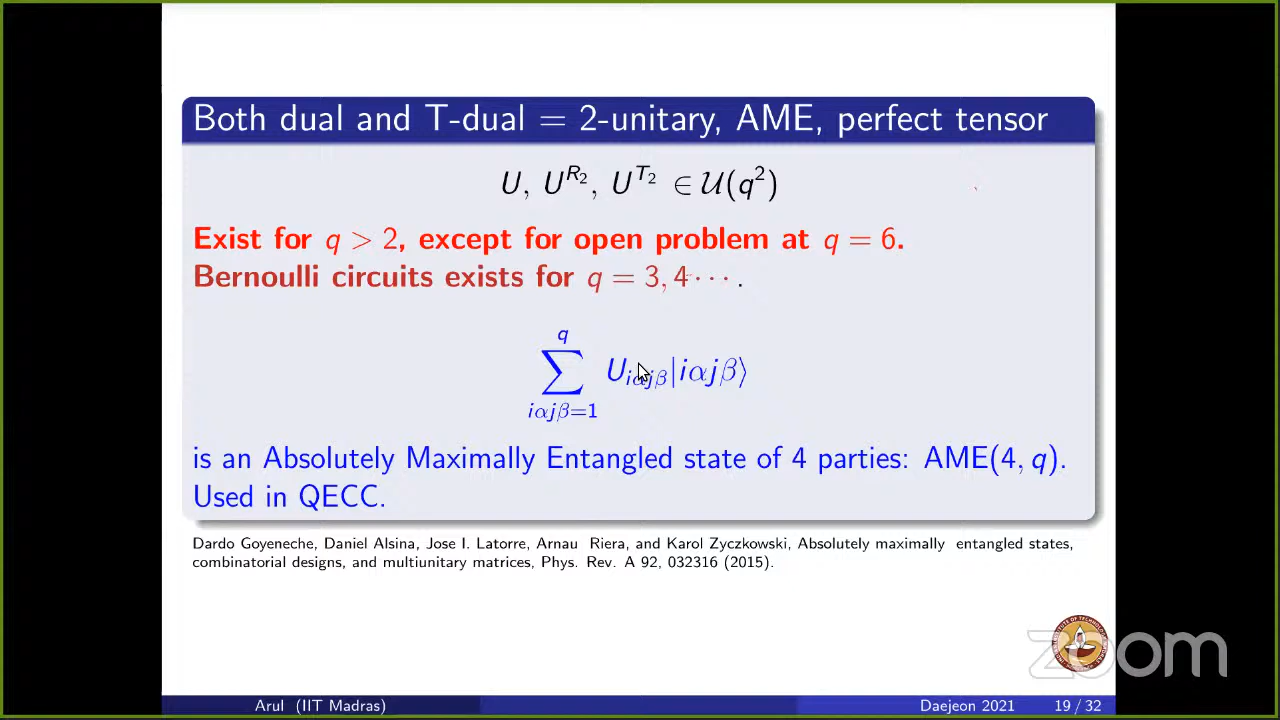 Both dual and T-dual = 2-unitary, AME, perfect tensor
U, U^{R_2}, U^{T_2} ∈ 𝒰(q^2)
Exist for q > 2, except for open problem at q = 6.
Bernoulli circuits exists for q = 3, 4 ··· .
\sum_{iαjβ=1}^{q} U_{iαjβ}|iαjβ⟩
is an Absolutely Maximally Entangled state of 4 parties: AME(4, q).
Used in QECC.
Dardo Goyeneche, Daniel Alsina, Jose I. Latorre, Arnau Riera, and Karol Zyczkowski, Absolutely maximally entangled states,
combinatorial designs, and multiunitary matrices, Phys. Rev. A 92, 032316 (2015).
zoom
Arul (IIT Madras) Daejeon 2021 19 / 32